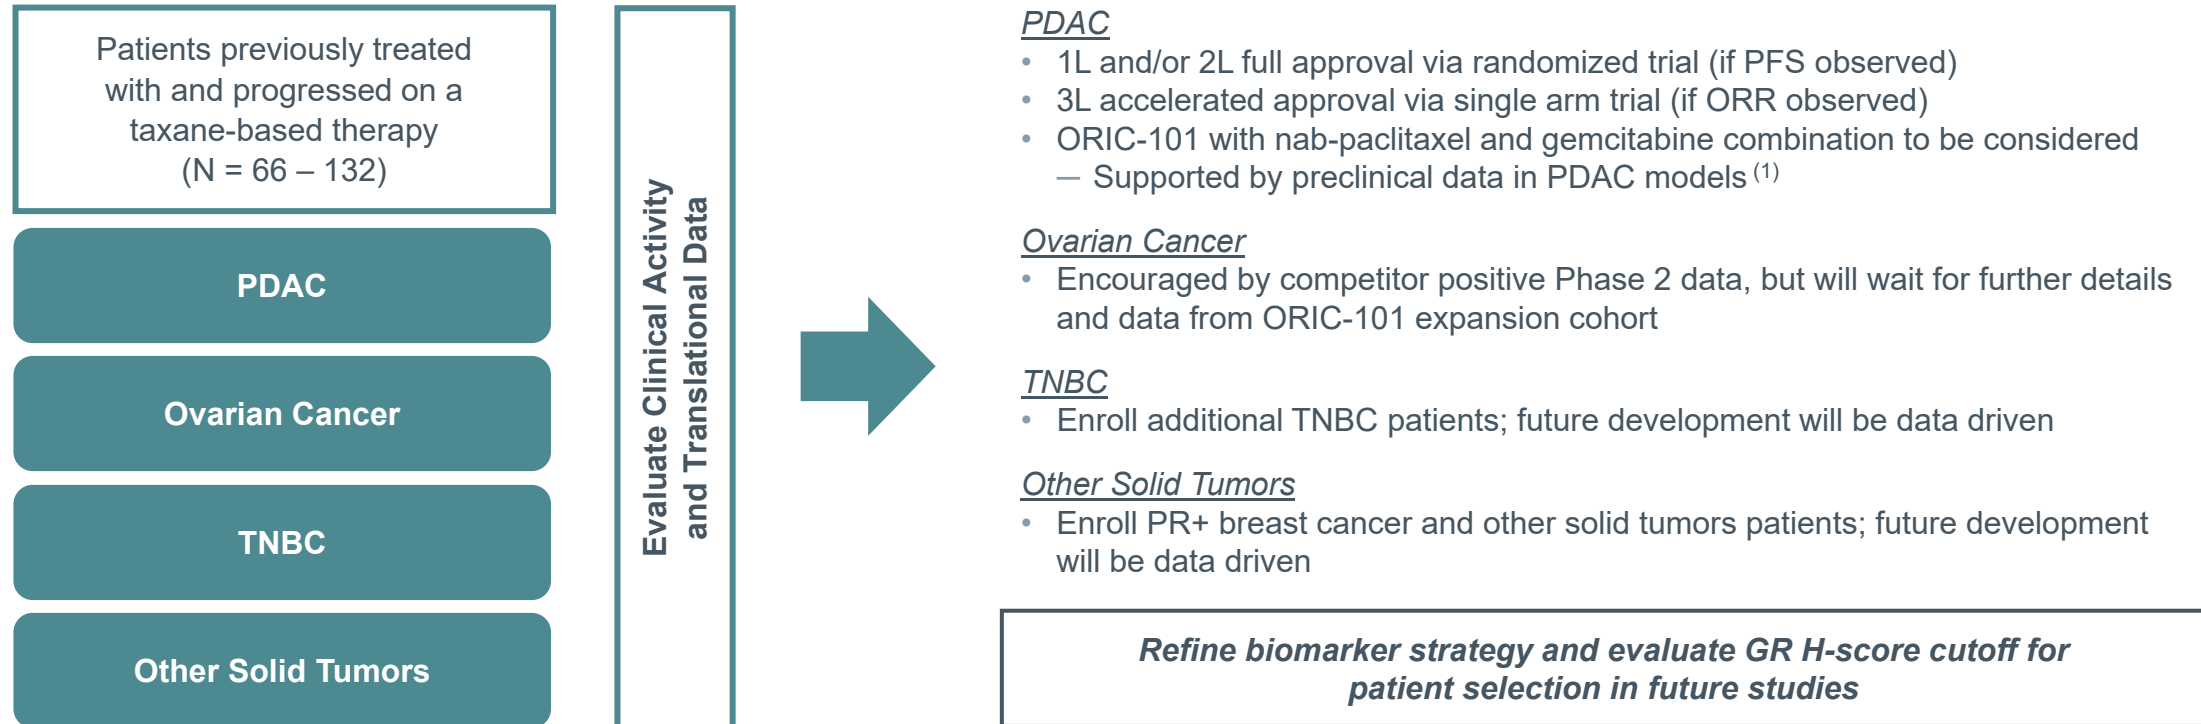 Patients previously treated
with and progressed on a
taxane-based therapy
(N = 66 – 132)
PDAC
Ovarian Cancer
TNBC
Other Solid Tumors
Evaluate Clinical Activity
and Translational Data
PDAC
• 1L and/or 2L full approval via randomized trial (if PFS observed)
• 3L accelerated approval via single arm trial (if ORR observed)
• ORIC-101 with nab-paclitaxel and gemcitabine combination to be considered
— Supported by preclinical data in PDAC models (1)
Ovarian Cancer
• Encouraged by competitor positive Phase 2 data, but will wait for further details
and data from ORIC-101 expansion cohort
TNBC
• Enroll additional TNBC patients; future development will be data driven
Other Solid Tumors
• Enroll PR+ breast cancer and other solid tumors patients; future development
will be data driven
Refine biomarker strategy and evaluate GR H-score cutoff for
patient selection in future studies